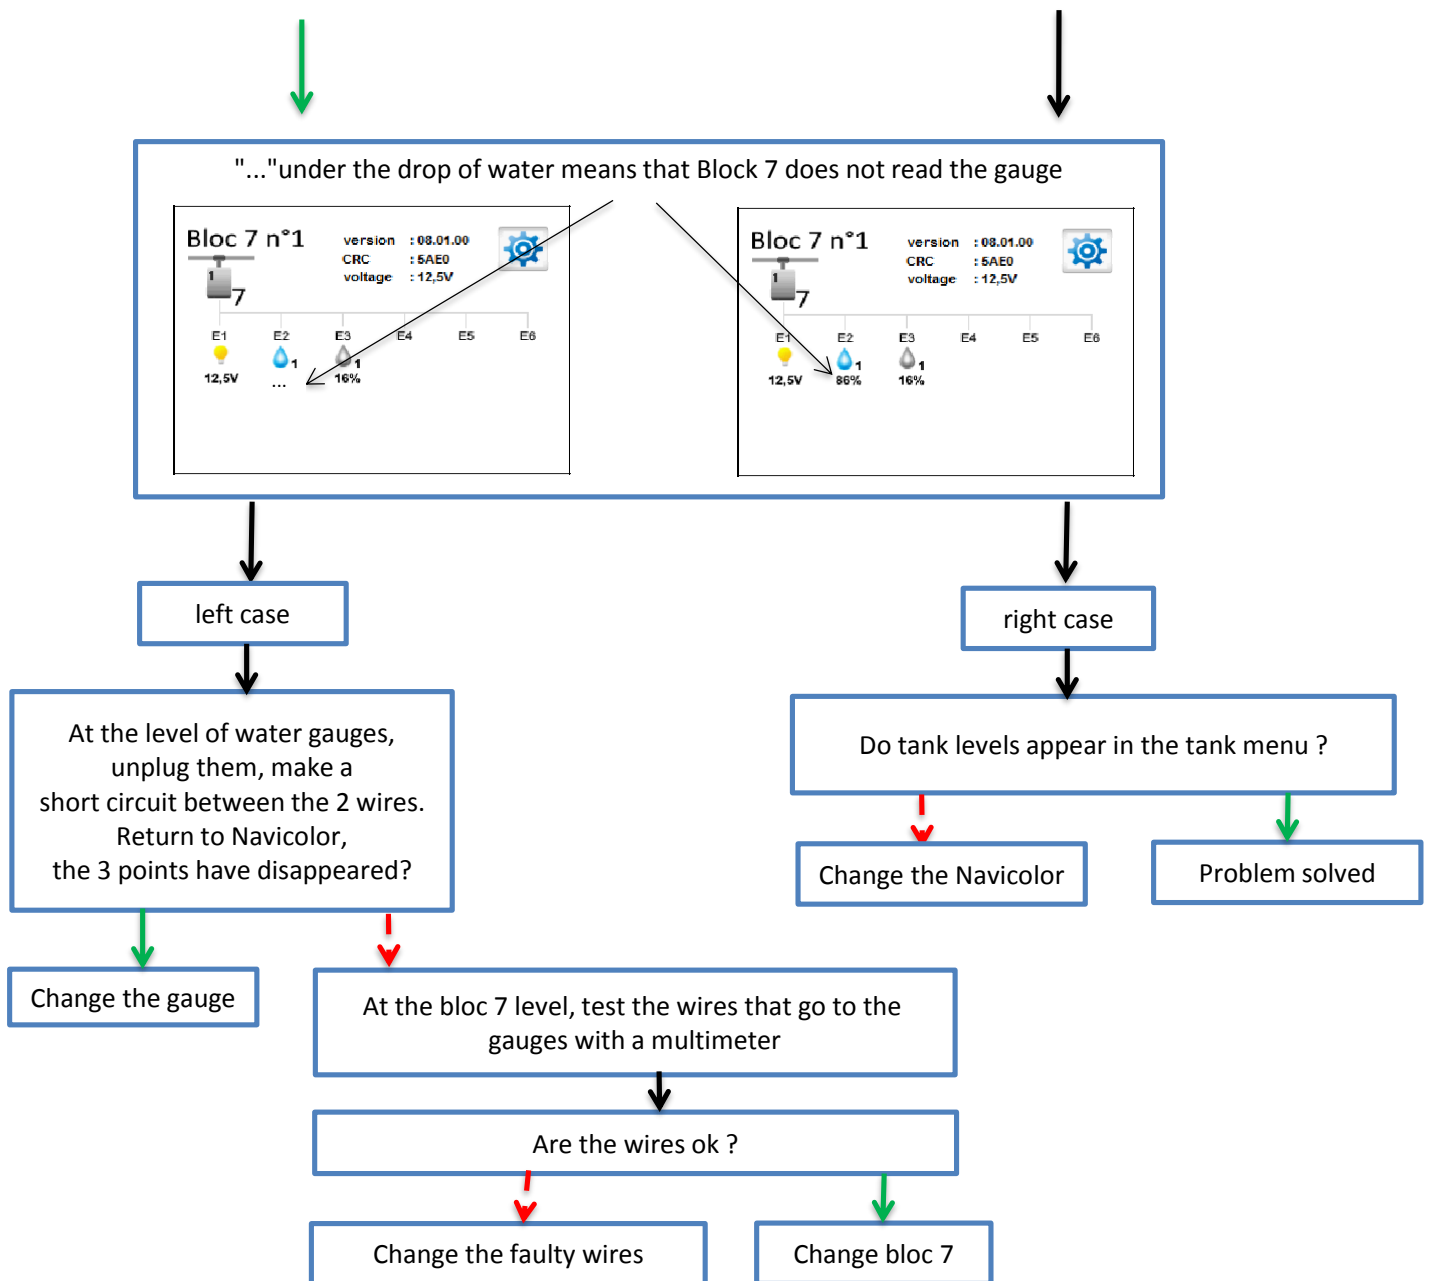 "..."under the drop of water means that Block 7 does not read the gauge
Bloc 7 n°1
version : 08.01.00
CRC : 5AE0
voltage : 12,5V
1
7
E1 E2 E3 E4 E5 E6
1 1
12,5V ... 16%
Bloc 7 n°1
version : 08.01.00
CRC : 5AE0
voltage : 12,5V
1
7
E1 E2 E3 E4 E5 E6
1 1
12,5V 86% 16%
left case
right case
At the level of water gauges,
unplug them, make a
short circuit between the 2 wires.
Return to Navicolor,
the 3 points have disappeared?
Do tank levels appear in the tank menu ?
Change the Navicolor
Problem solved
Change the gauge
At the bloc 7 level, test the wires that go to the
gauges with a multimeter
Are the wires ok ?
Change the faulty wires
Change bloc 7